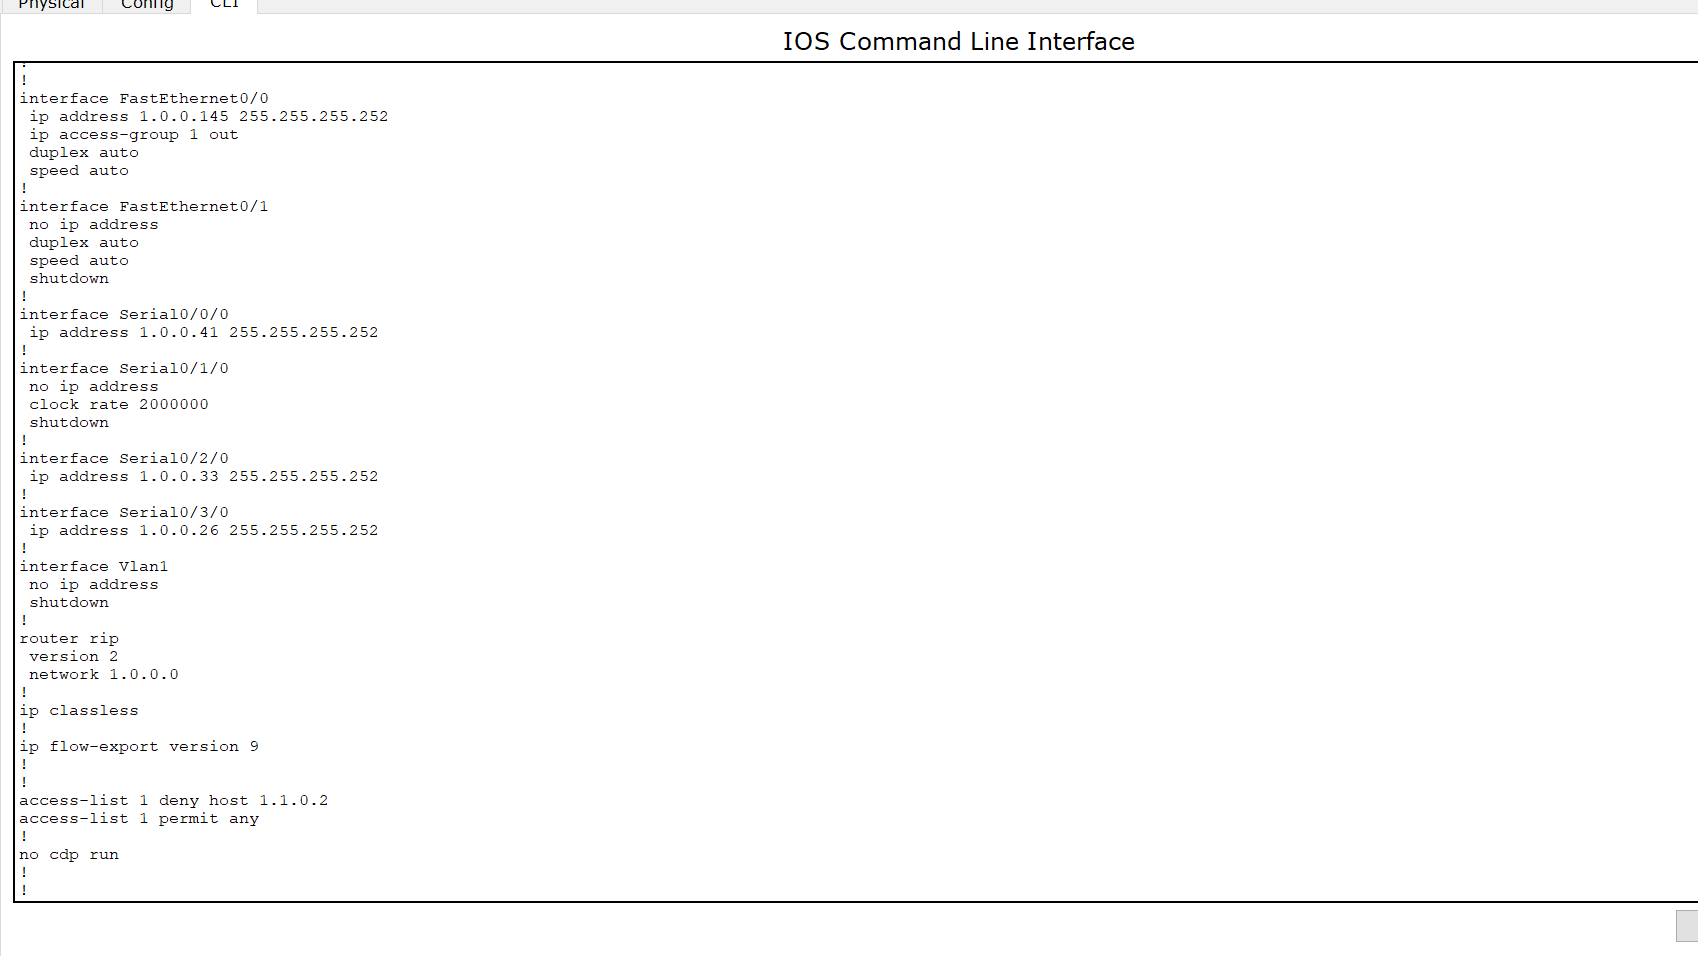 Physical Config CLI
IOS Command Line Interface
!
!
interface FastEthernet0/0
 ip address 1.0.0.145 255.255.255.252
 ip access-group 1 out
 duplex auto
 speed auto
!
interface FastEthernet0/1
 no ip address
 duplex auto
 speed auto
 shutdown
!
interface Serial0/0/0
 ip address 1.0.0.41 255.255.255.252
!
interface Serial0/1/0
 no ip address
 clock rate 2000000
 shutdown
!
interface Serial0/2/0
 ip address 1.0.0.33 255.255.255.252
!
interface Serial0/3/0
 ip address 1.0.0.26 255.255.255.252
!
interface Vlan1
 no ip address
 shutdown
!
router rip
 version 2
 network 1.0.0.0
!
ip classless
!
ip flow-export version 9
!
!
access-list 1 deny host 1.1.0.2
access-list 1 permit any
!
no cdp run
!
!